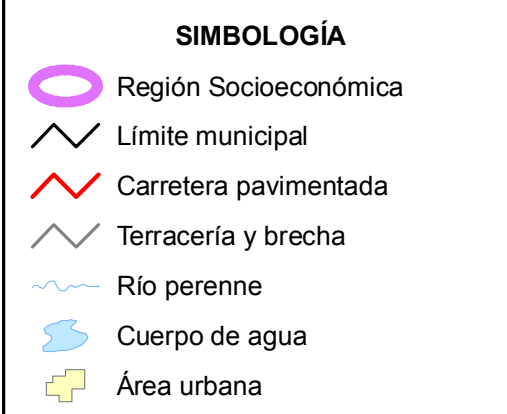 SIMBOLOGÍA
Región Socioeconómica
Límite municipal
Carretera pavimentada
Terracería y brecha
Río perenne
Cuerpo de agua
Área urbana